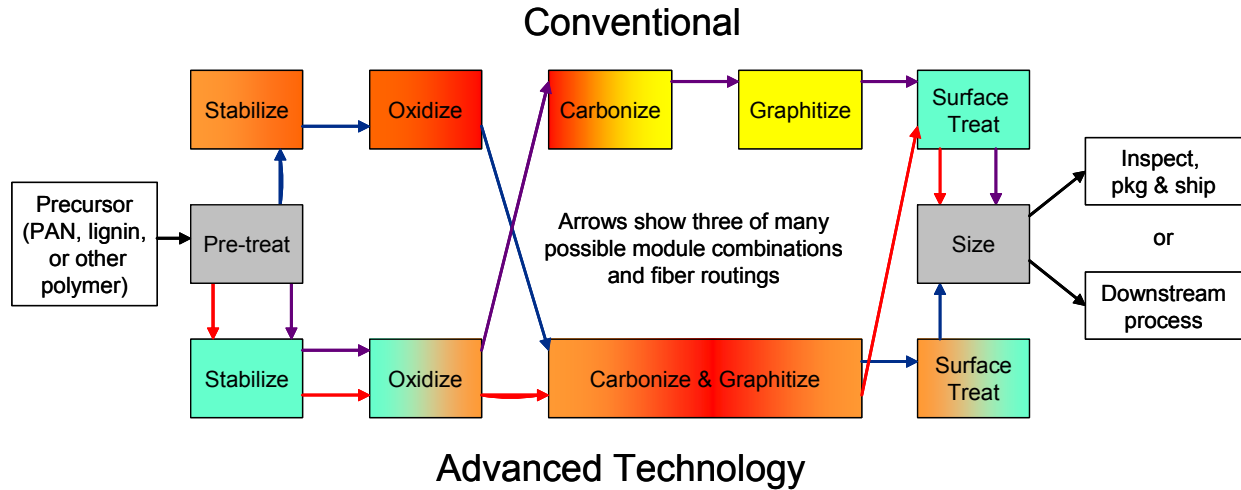 Conventional
Stabilize
Oxidize
Carbonize
Graphitize
Surface
Treat
Precursor
(PAN, lignin,
or other
polymer)
Pre-treat
Arrows show three of many
possible module combinations
and fiber routings
Size
Inspect,
pkg & ship
or
Downstream
process
Stabilize
Oxidize
Carbonize & Graphitize
Surface
Treat
Advanced Technology